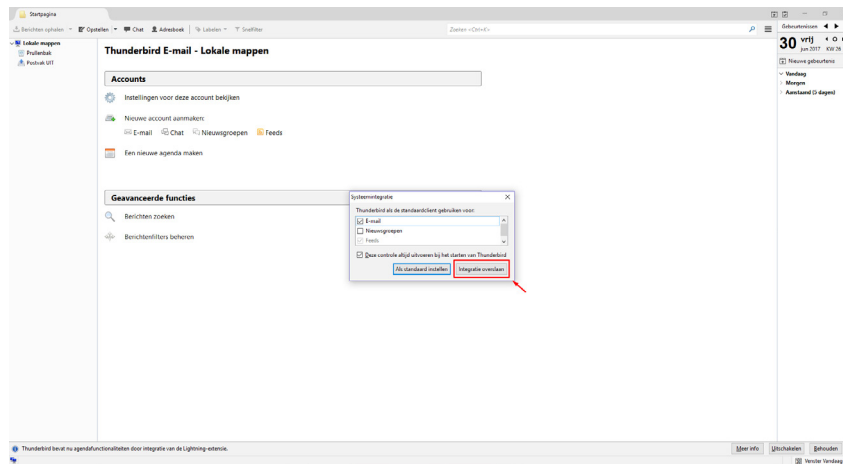 Startpagina
Berichten ophalen
Opstellen
Chat
Adresboek
Labelen
Snelfilter
Zoeken <Ctrl+K>
Gebeurtenissen
Lokale mappen
Prullenbak
Postvak UIT
Thunderbird E-mail - Lokale mappen
30 vrij
jun 2017 KW 26
Nieuwe gebeurtenis
Vandaag
Morgen
Aanstaand (5 dagen)
Accounts
Instellingen voor deze account bekijken
Nieuwe account aanmaken:
E-mail Chat Nieuwsgroepen Feeds
Een nieuwe agenda maken
Geavanceerde functies
Berichten zoeken
Berichtenfilters beheren
Systeemintegratie
Thunderbird als de standaardclient gebruiken voor:
E-mail
Nieuwsgroepen
Feeds
Deze controle altijd uitvoeren bij het starten van Thunderbird
Als standaard instellen Integratie overslaan
Thunderbird bevat nu agendafunctionaliteiten door integratie van de Lightning-extensie.
Meer info Uitschakelen Behouden
Venster Vandaag